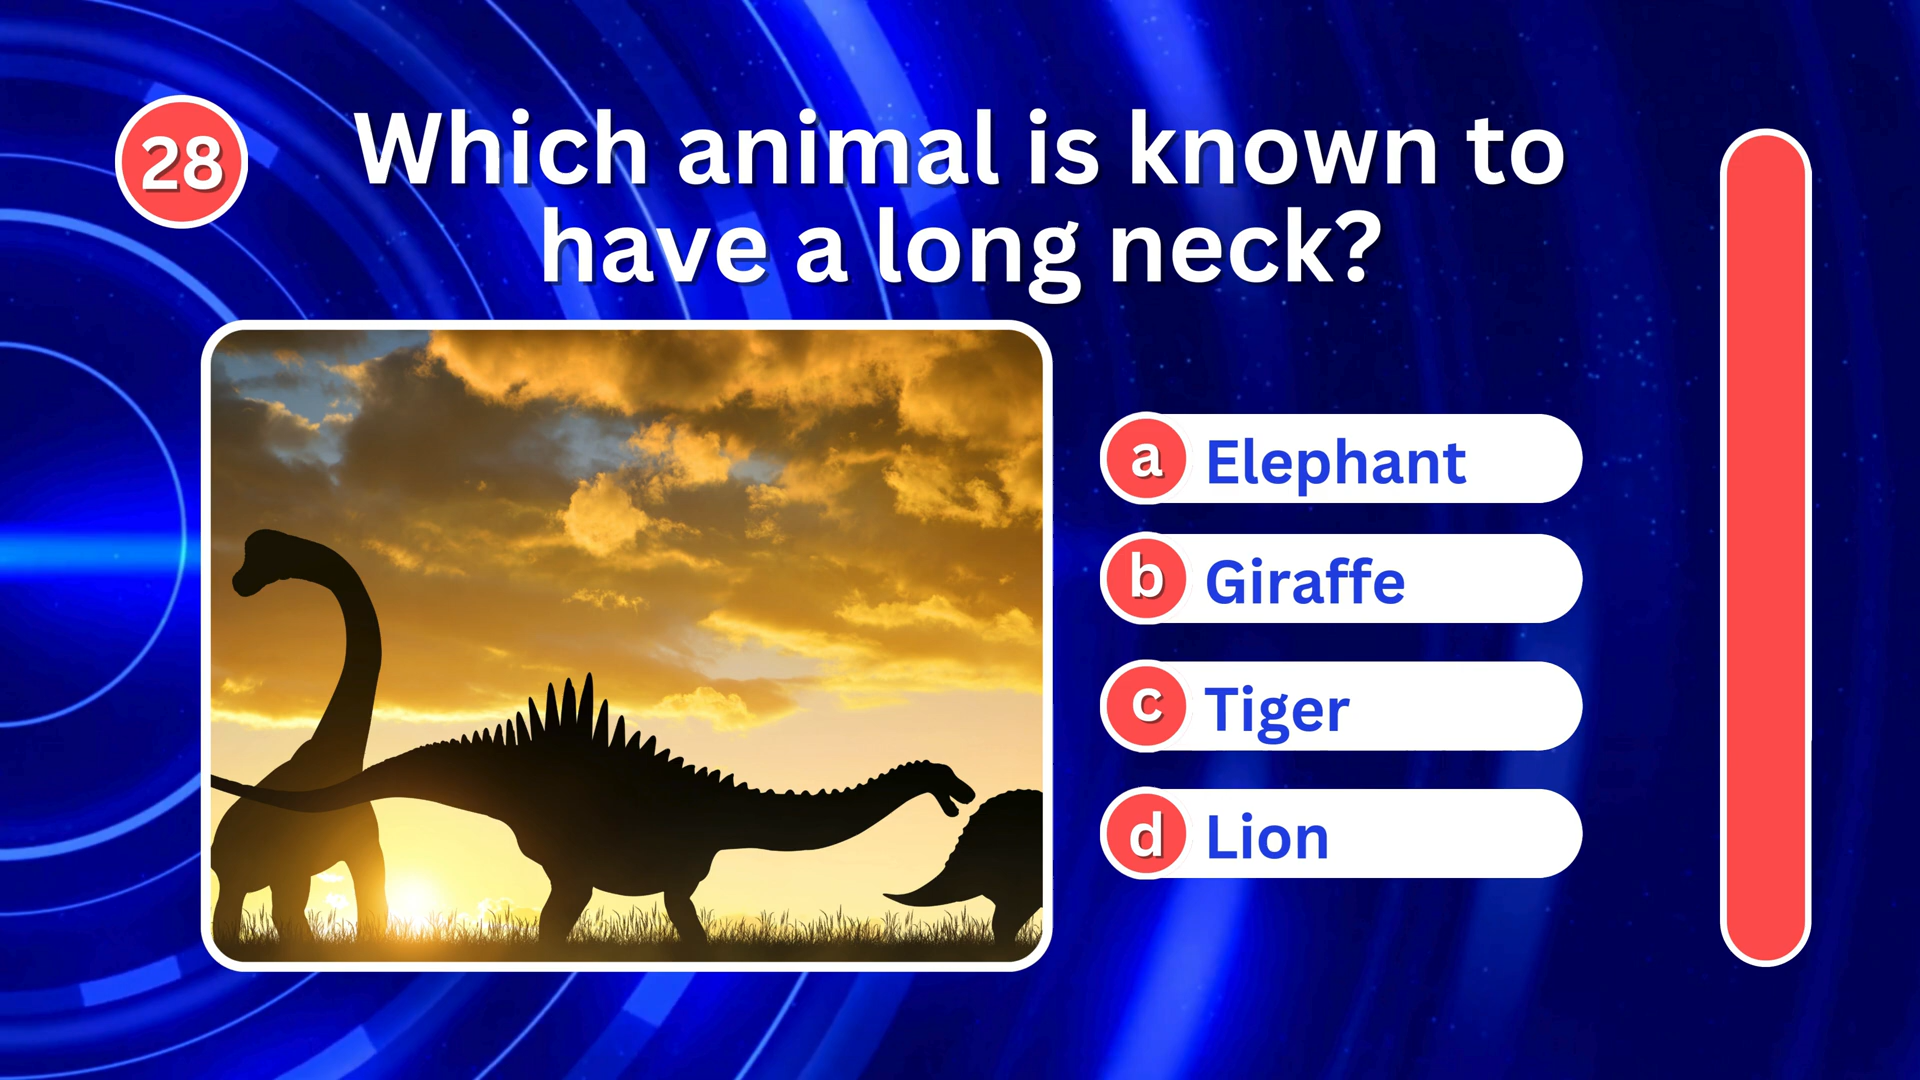 28
Which animal is known to
have a long neck?
a Elephant
b Giraffe
c Tiger
d Lion